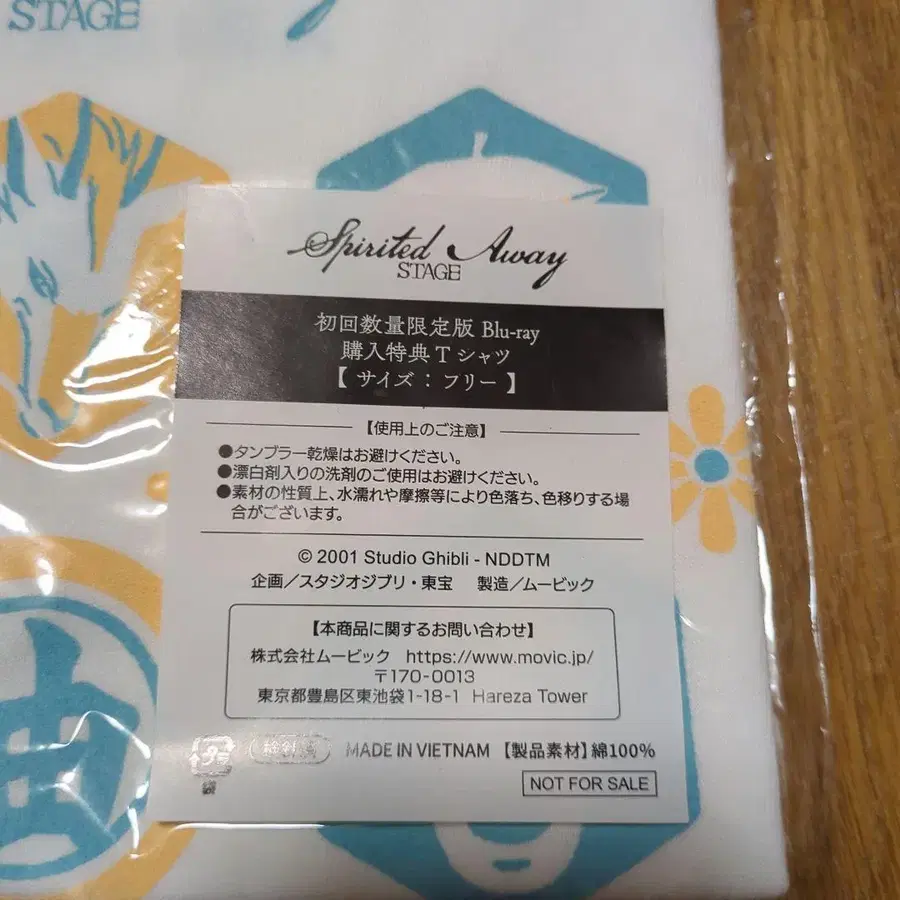 STAGE
Spirited Away
STAGE
初回数量限定版 Blu-ray
購入特典Tシャツ
【 サイズ : フリー 】
【使用上のご注意】
●タンブラー乾燥はお避けください。
●漂白剤入りの洗剤のご使用はお避けください。
●素材の性質上、水濡れや摩擦等により色落ち、色移りする場
合がございます。
© 2001 Studio Ghibli - NDDTM
企画/スタジオジブリ・東宝 製造/ムービック
【本商品に関するお問い合わせ】
株式会社ムービック https://www.movic.jp/
〒170-0013
東京都豊島区東池袋1-18-1 Hareza Tower
MADE IN VIETNAM 【製品素材】綿100%
NOT FOR SALE
油